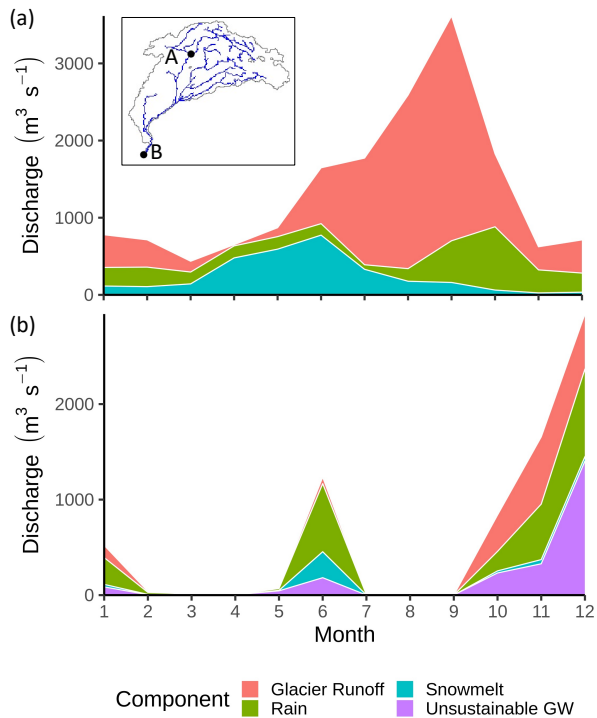 (a)
A
B
Discharge (m³ s⁻¹)
3000
2000
1000
0
(b)
Discharge (m³ s⁻¹)
2000
1000
0
1 2 3 4 5 6 7 8 9 10 11 12
Month
Component
Glacier Runoff
Snowmelt
Rain
Unsustainable GW